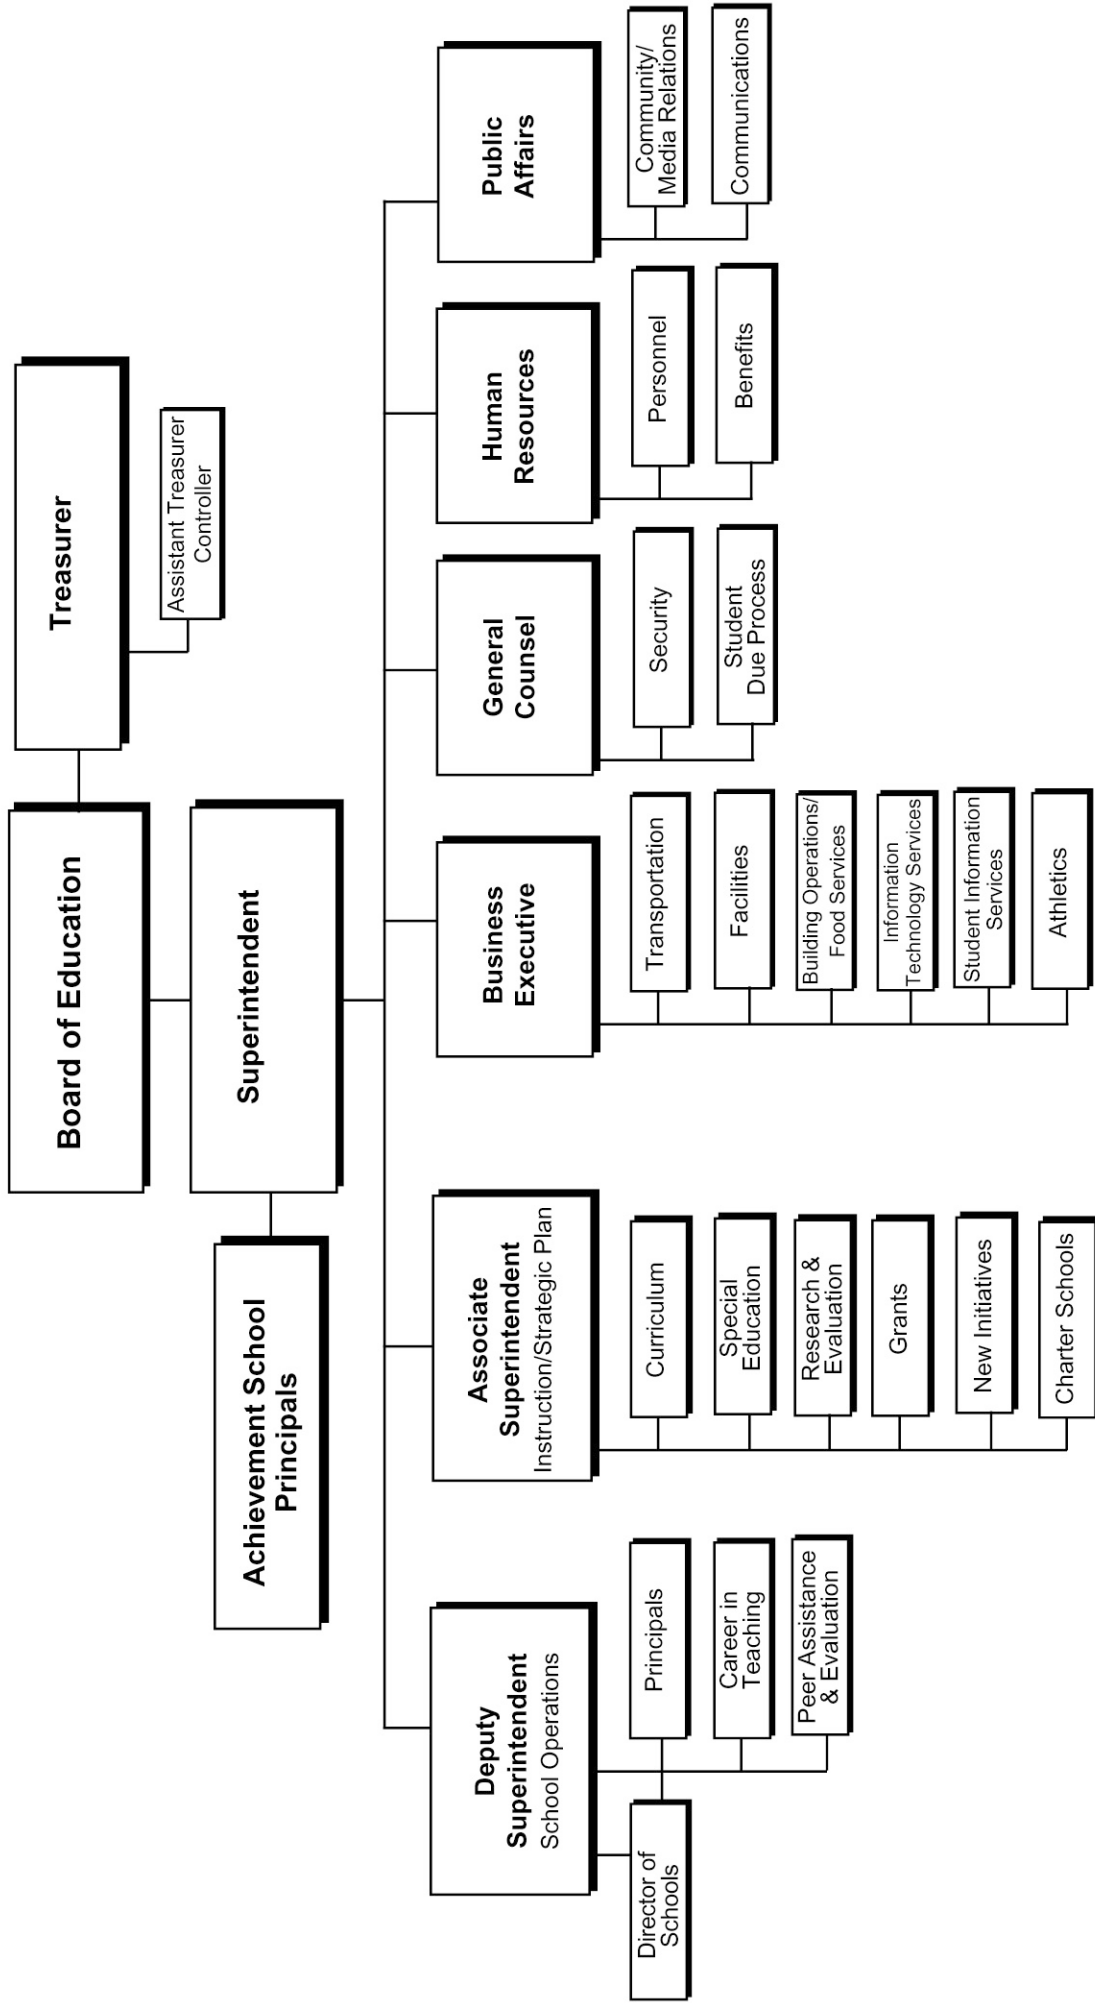 Board of Education
Treasurer
Assistant Treasurer
Controller
Superintendent
Achievement School
Principals
Deputy
Superintendent
School Operations
Director of
Schools
Principals
Career in
Teaching
Peer Assistance
& Evaluation
Associate
Superintendent
Instruction/Strategic Plan
Curriculum
Special
Education
Research &
Evaluation
Grants
New Initiatives
Charter Schools
Business
Executive
Transportation
Facilities
Building Operations/
Food Services
Information
Technology Services
Student Information
Services
Athletics
General
Counsel
Security
Student
Due Process
Human
Resources
Personnel
Benefits
Public
Affairs
Community/
Media Relations
Communications